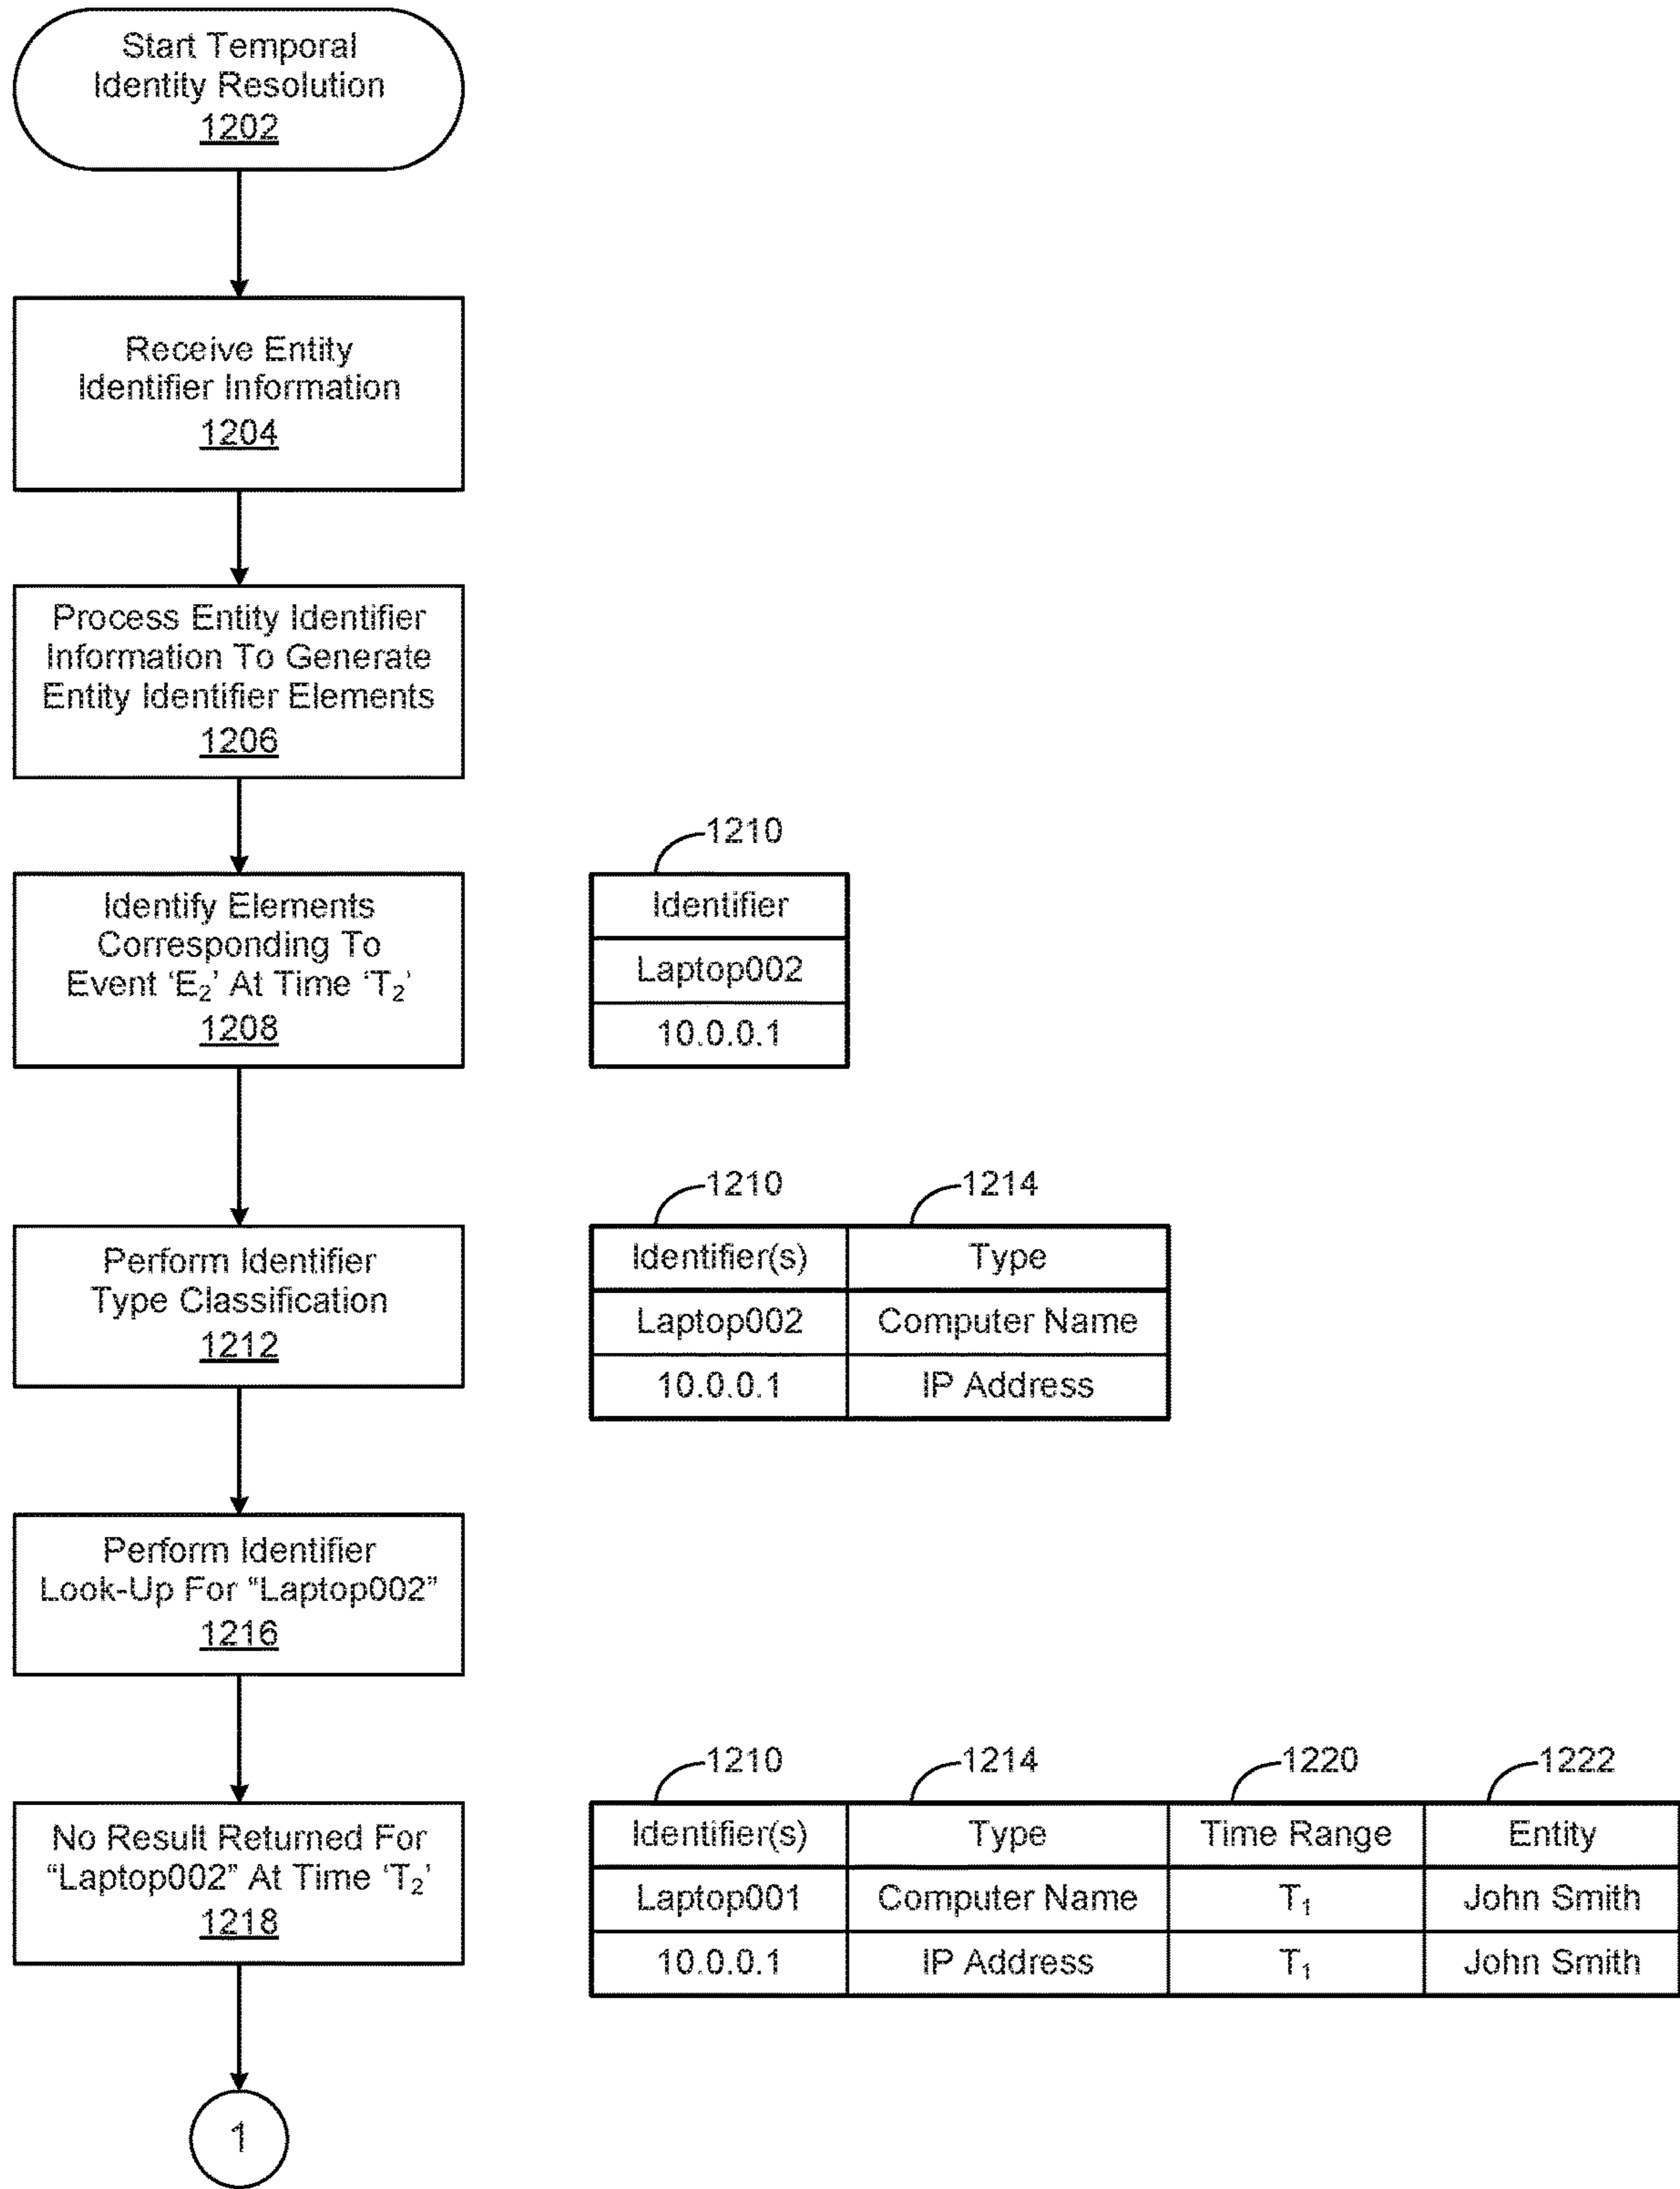 Start Temporal
Identity Resolution
1202
Receive Entity
Identifier Information
1204
Process Entity Identifier
Information To Generate
Entity Identifier Elements
1206
Identify Elements
Corresponding To
Event ‘E₂’ At Time ‘T₂’
1208
1210
Identifier
Laptop002
10.0.0.1
Perform Identifier
Type Classification
1212
1210 1214
Identifier(s) Type
Laptop002 Computer Name
10.0.0.1 IP Address
Perform Identifier
Look-Up For “Laptop002”
1216
No Result Returned For
“Laptop002” At Time ‘T₂’
1218
1210 1214 1220 1222
Identifier(s) Type Time Range Entity
Laptop001 Computer Name T₁ John Smith
10.0.0.1 IP Address T₁ John Smith
1